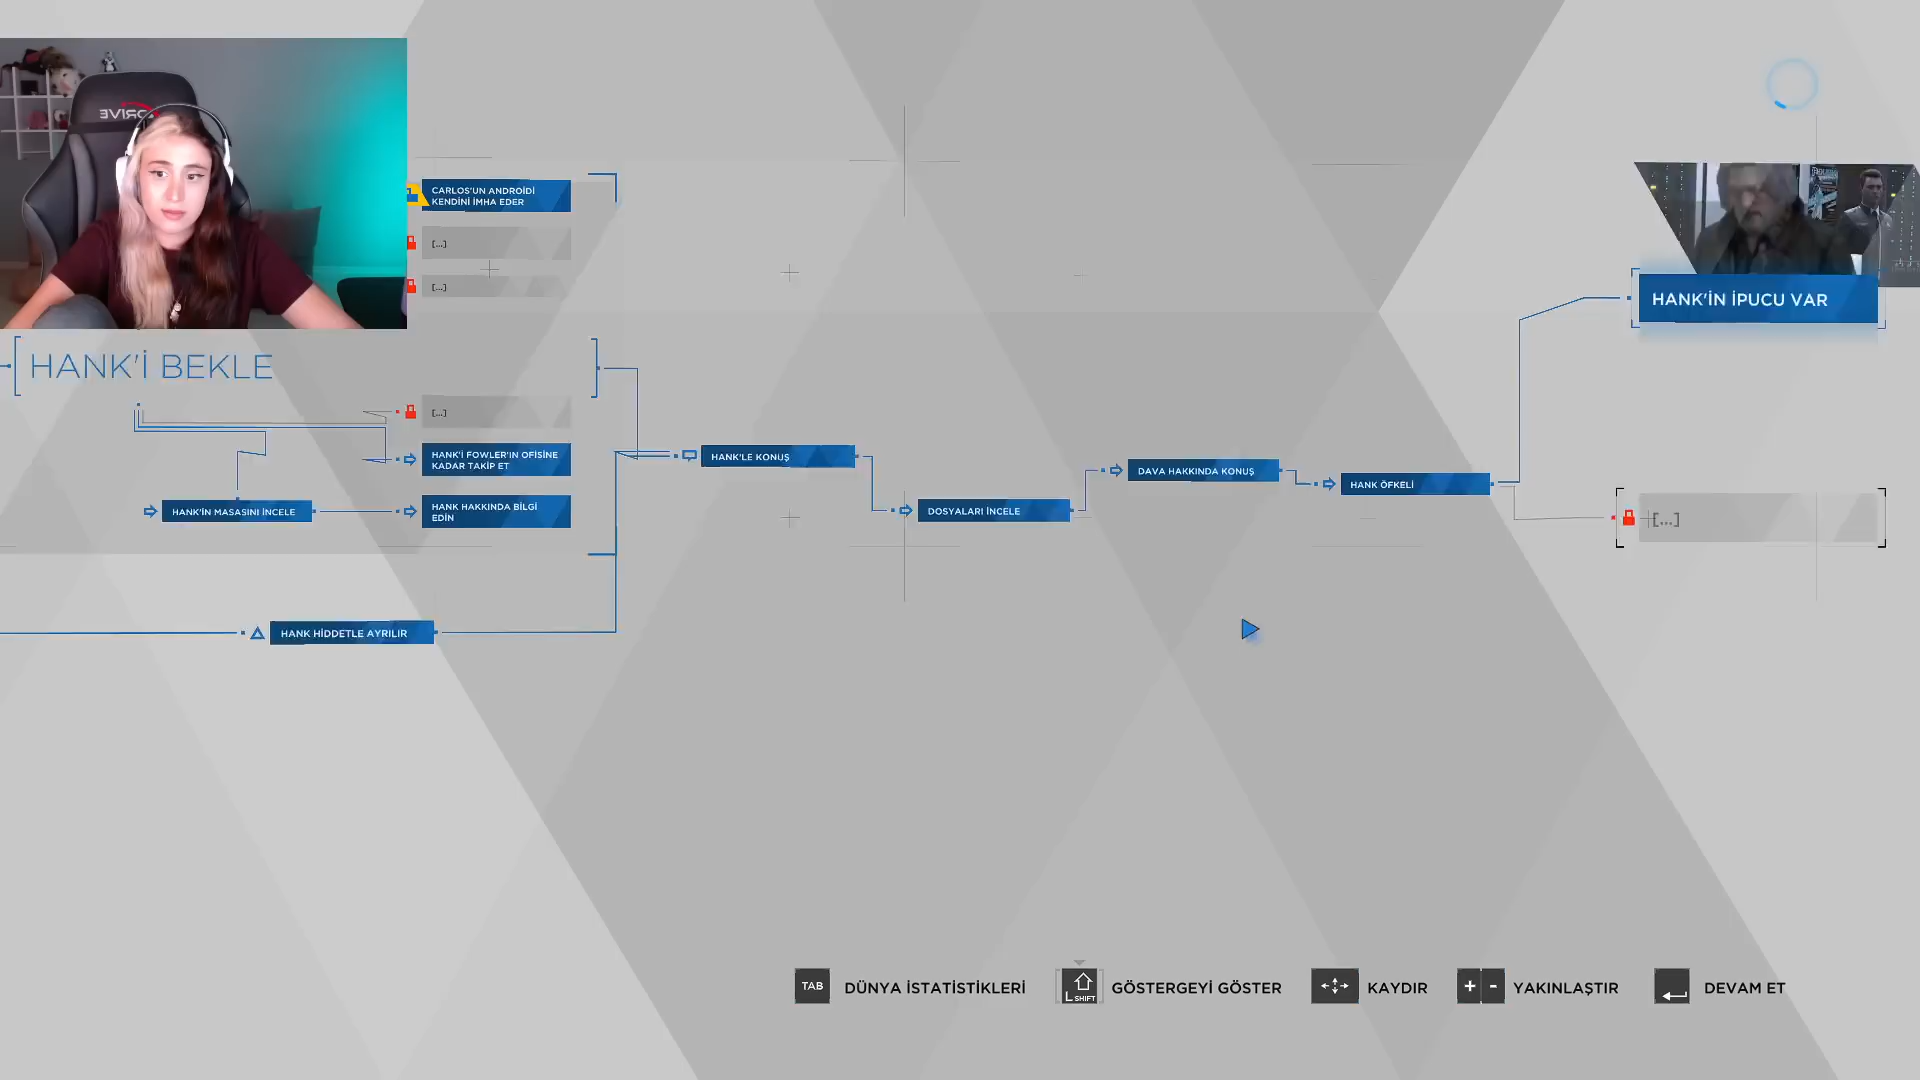 CARLOS'UN ANDROİDİ
KENDİNİ İMHA EDER
[...]
[...]
HANK'İ BEKLE
[...]
HANK'İ FOWLER'IN OFİSİNE
KADAR TAKİP ET
HANK'İN MASASINI İNCELE
HANK HAKKINDA BİLGİ
EDİN
HANK HİDDETLE AYRILIR
HANK'LE KONUŞ
DOSYALARI İNCELE
DAVA HAKKINDA KONUŞ
HANK ÖFKELİ
HANK'İN İPUCU VAR
[...]
TAB DÜNYA İSTATİSTİKLERİ
L SHIFT GÖSTERGEYİ GÖSTER
KAYDIR
+ - YAKINLAŞTIR
DEVAM ET